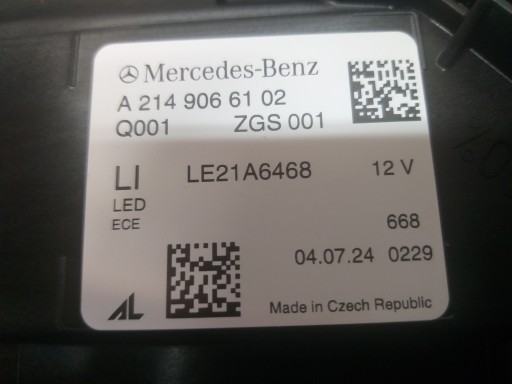 Mercedes-Benz
A 214 906 61 02
Q001 ZGS 001
LI LE21A6468 12 V
LED
ECE
668
04.07.24 0229
AL Made in Czech Republic